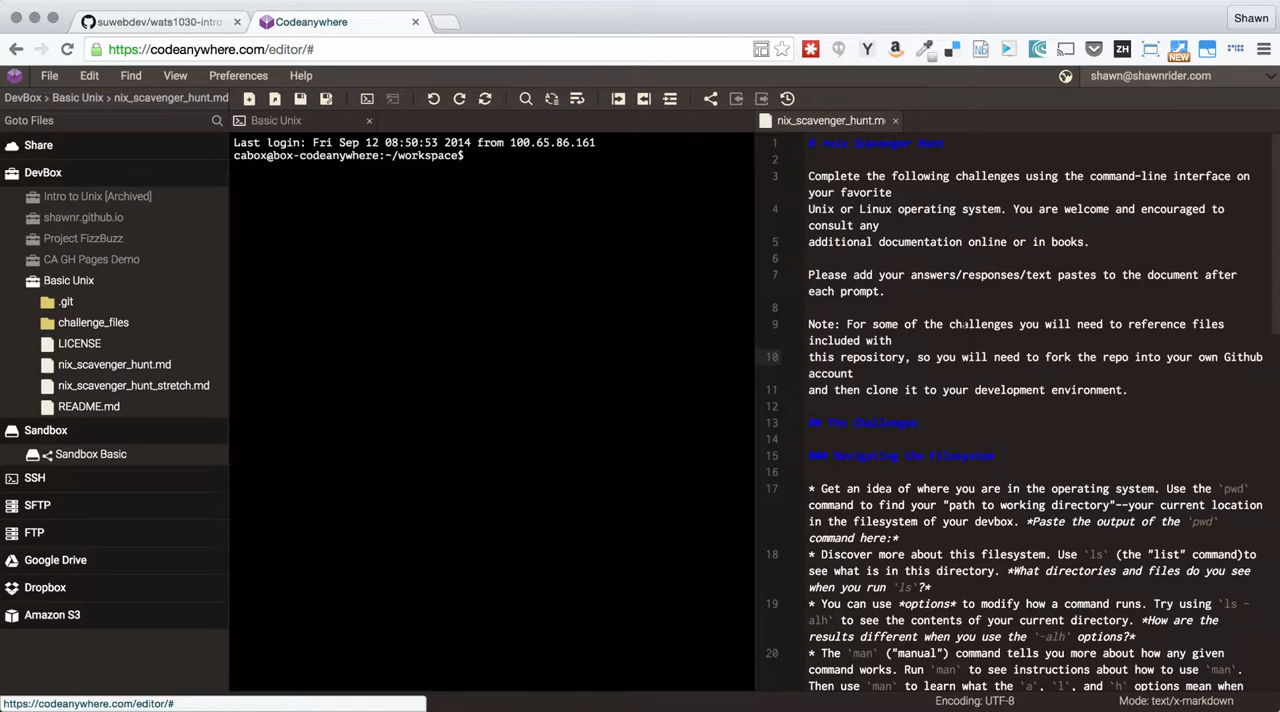 suwebdev/wats1030-intro
Codeanywhere
Shawn
https://codeanywhere.com/editor/#
NEW
File Edit Find View Preferences Help
shawn@shawnrider.com
DevBox > Basic Unix > nix_scavenger_hunt.md
Goto Files
Basic Unix
nix_scavenger_hunt.md
Share
DevBox
Intro to Unix [Archived]
shawnr.github.io
Project FizzBuzz
CA GH Pages Demo
Basic Unix
.git
challenge_files
LICENSE
nix_scavenger_hunt.md
nix_scavenger_hunt_stretch.md
README.md
Sandbox
Sandbox Basic
SSH
SFTP
FTP
Google Drive
Dropbox
Amazon S3
https://codeanywhere.com/editor/#
Last login: Fri Sep 12 08:50:53 2014 from 100.65.86.161
cabox@box-codeanywhere:~/workspace$
1 # *nix Scavenger Hunt
2
3 Complete the following challenges using the command-line interface on
your favorite
4 Unix or Linux operating system. You are welcome and encouraged to
consult any
5 additional documentation online or in books.
6
7 Please add your answers/responses/text pastes to the document after
each prompt.
8
9 Note: For some of the challenges you will need to reference files
included with
10 this repository, so you will need to fork the repo into your own Github
account
11 and then clone it to your development environment.
12
13 ## The Challenges
14
15 ### Navigating the Filesystem
16
17 * Get an idea of where you are in the operating system. Use the `pwd`
command to find your "path to working directory"--your current location
in the filesystem of your devbox. *Paste the output of the `pwd`
command here:*
18 * Discover more about this filesystem. Use `ls` (the "list" command)to
see what is in this directory. *What directories and files do you see
when you run `ls`?*
19 * You can use *options* to modify how a command runs. Try using `ls -
alh` to see the contents of your current directory. *How are the
results different when you use the `-alh` options?*
20 * The `man` ("manual") command tells you more about how any given
command works. Run `man` to see instructions about how to use `man`.
Then use `man` to learn what the `a`, `l`, and `h` options mean when
Encoding: UTF-8 Mode: text/x-markdown